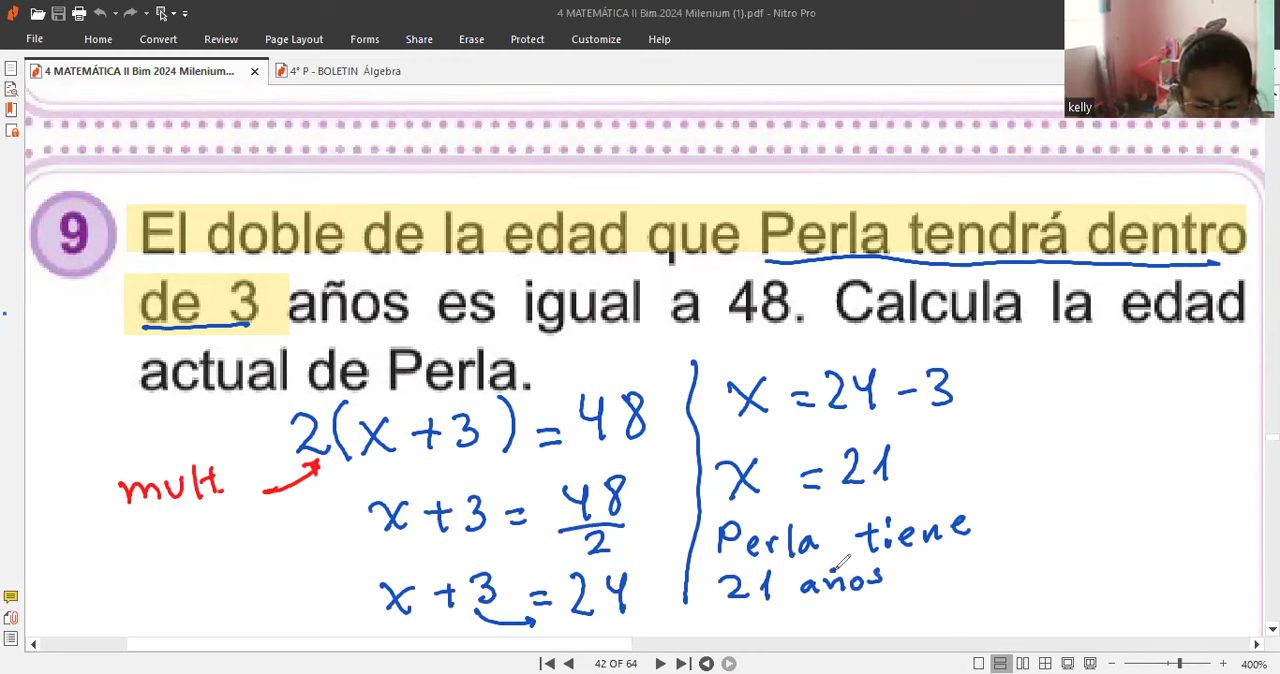 4 MATEMÁTICA II Bim.2024 Milenium (1).pdf - Nitro Pro
File Home Convert Review Page Layout Forms Share Erase Protect Customize Help
4 MATEMÁTICA II Bim 2024 Milenium... 4° P - BOLETIN Álgebra
kelly
9 El doble de la edad que Perla tendrá dentro
de 3 años es igual a 48. Calcula la edad
actual de Perla.
2(x+3) = 48
mult.
x+3 = 48/2
x+3 = 24
x = 24-3
x = 21
Perla tiene
21 años
42 OF 64
400%